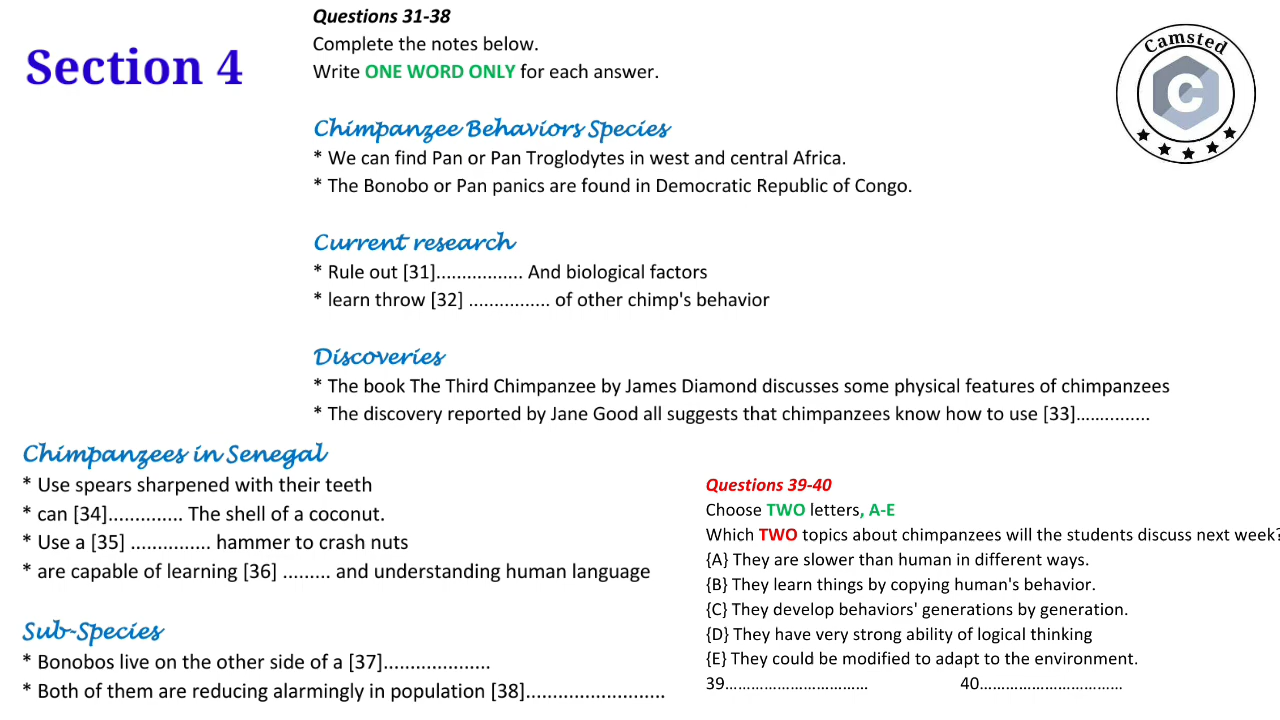 Section 4
Questions 31-38
Complete the notes below.
Write ONE WORD ONLY for each answer.
Camsted
C
Chimpanzee Behaviors Species
* We can find Pan or Pan Troglodytes in west and central Africa.
* The Bonobo or Pan panics are found in Democratic Republic of Congo.
Current research
* Rule out [31]................. And biological factors
* learn throw [32] ................ of other chimp's behavior
Discoveries
* The book The Third Chimpanzee by James Diamond discusses some physical features of chimpanzees
* The discovery reported by Jane Good all suggests that chimpanzees know how to use [33]...............
Chimpanzees in Senegal
* Use spears sharpened with their teeth
* can [34].............. The shell of a coconut.
* Use a [35] ............... hammer to crash nuts
* are capable of learning [36] ......... and understanding human language
Sub-Species
* Bonobos live on the other side of a [37]....................
* Both of them are reducing alarmingly in population [38]..........................
Questions 39-40
Choose TWO letters, A-E
Which TWO topics about chimpanzees will the students discuss next week?
{A} They are slower than human in different ways.
{B} They learn things by copying human's behavior.
{C} They develop behaviors' generations by generation.
{D} They have very strong ability of logical thinking
{E} They could be modified to adapt to the environment.
39................................ 40................................